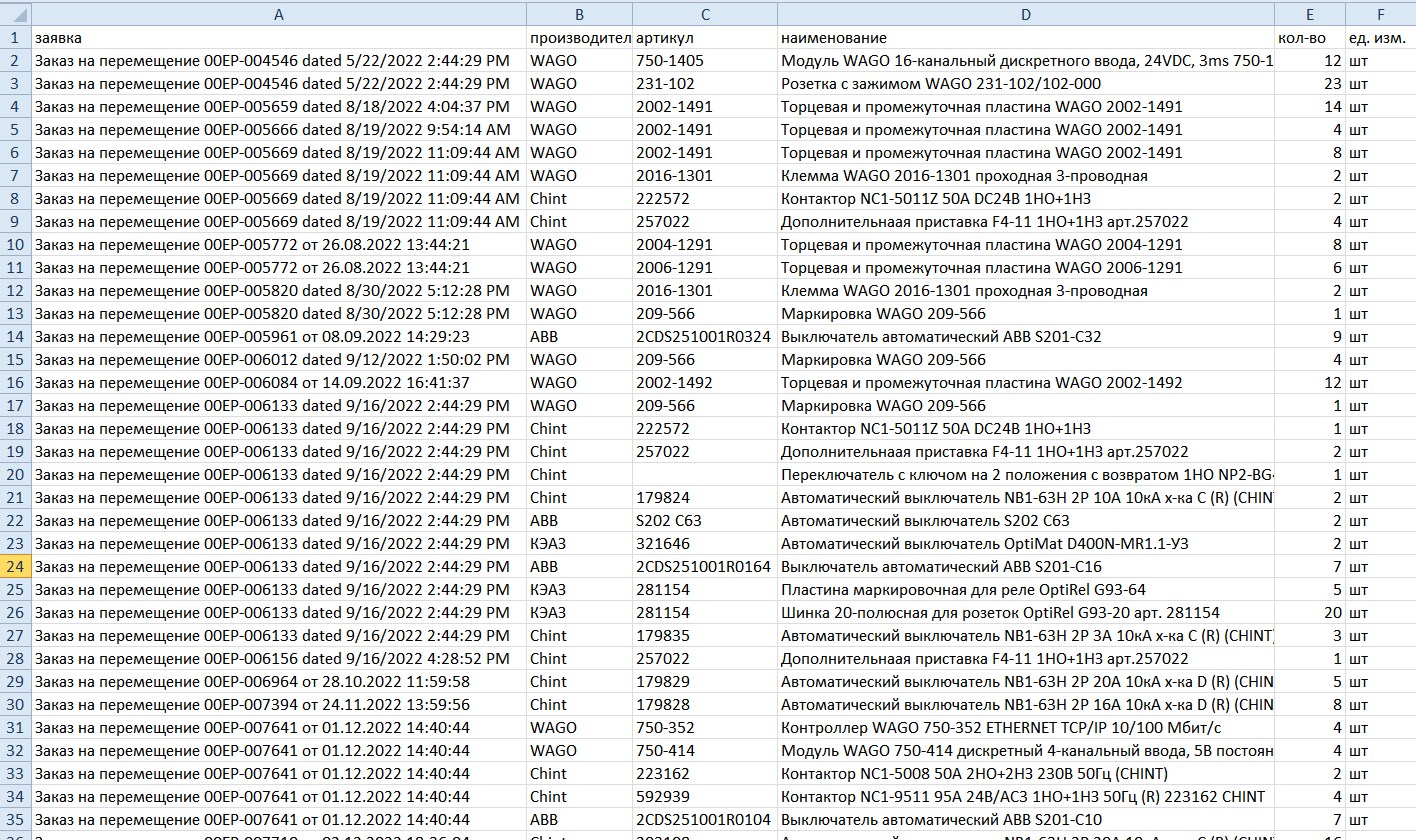 A B C D E F
1 заявка производител артикул наименование кол-во ед. изм.
2 Заказ на перемещение 00ЕР-004546 dated 5/22/2022 2:44:29 PM WAGO 750-1405 Модуль WAGO 16-канальный дискретного ввода, 24VDC, 3ms 750-1 12 шт
3 Заказ на перемещение 00ЕР-004546 dated 5/22/2022 2:44:29 PM WAGO 231-102 Розетка с зажимом WAGO 231-102/102-000 23 шт
4 Заказ на перемещение 00ЕР-005659 dated 8/18/2022 4:04:37 PM WAGO 2002-1491 Торцевая и промежуточная пластина WAGO 2002-1491 14 шт
5 Заказ на перемещение 00ЕР-005666 dated 8/19/2022 9:54:14 AM WAGO 2002-1491 Торцевая и промежуточная пластина WAGO 2002-1491 4 шт
6 Заказ на перемещение 00ЕР-005669 dated 8/19/2022 11:09:44 AM WAGO 2002-1491 Торцевая и промежуточная пластина WAGO 2002-1491 8 шт
7 Заказ на перемещение 00ЕР-005669 dated 8/19/2022 11:09:44 AM WAGO 2016-1301 Клемма WAGO 2016-1301 проходная 3-проводная 2 шт
8 Заказ на перемещение 00ЕР-005669 dated 8/19/2022 11:09:44 AM Chint 222572 Контактор NC1-5011Z 50А DC24В 1НО+1НЗ 2 шт
9 Заказ на перемещение 00ЕР-005669 dated 8/19/2022 11:09:44 AM Chint 257022 Дополнительнаая приставка F4-11 1НО+1НЗ арт.257022 4 шт
10 Заказ на перемещение 00ЕР-005772 от 26.08.2022 13:44:21 WAGO 2004-1291 Торцевая и промежуточная пластина WAGO 2004-1291 8 шт
11 Заказ на перемещение 00ЕР-005772 от 26.08.2022 13:44:21 WAGO 2006-1291 Торцевая и промежуточная пластина WAGO 2006-1291 6 шт
12 Заказ на перемещение 00ЕР-005820 dated 8/30/2022 5:12:28 PM WAGO 2016-1301 Клемма WAGO 2016-1301 проходная 3-проводная 2 шт
13 Заказ на перемещение 00ЕР-005820 dated 8/30/2022 5:12:28 PM WAGO 209-566 Маркировка WAGO 209-566 1 шт
14 Заказ на перемещение 00ЕР-005961 от 08.09.2022 14:29:23 ABB 2CDS251001R0324 Выключатель автоматический ABB S201-C32 9 шт
15 Заказ на перемещение 00ЕР-006012 dated 9/12/2022 1:50:02 PM WAGO 209-566 Маркировка WAGO 209-566 4 шт
16 Заказ на перемещение 00ЕР-006084 от 14.09.2022 16:41:37 WAGO 2002-1492 Торцевая и промежуточная пластина WAGO 2002-1492 12 шт
17 Заказ на перемещение 00ЕР-006133 dated 9/16/2022 2:44:29 PM WAGO 209-566 Маркировка WAGO 209-566 1 шт
18 Заказ на перемещение 00ЕР-006133 dated 9/16/2022 2:44:29 PM Chint 222572 Контактор NC1-5011Z 50А DC24В 1НО+1НЗ 1 шт
19 Заказ на перемещение 00ЕР-006133 dated 9/16/2022 2:44:29 PM Chint 257022 Дополнительнаая приставка F4-11 1НО+1НЗ арт.257022 2 шт
20 Заказ на перемещение 00ЕР-006133 dated 9/16/2022 2:44:29 PM Chint Переключатель с ключом на 2 положения с возвратом 1НО NP2-BG 1 шт
21 Заказ на перемещение 00ЕР-006133 dated 9/16/2022 2:44:29 PM Chint 179824 Автоматический выключатель NB1-63H 2P 10A 10кА х-ка C (R) (CHINT 2 шт
22 Заказ на перемещение 00ЕР-006133 dated 9/16/2022 2:44:29 PM ABB S202 C63 Автоматический выключатель S202 C63 2 шт
23 Заказ на перемещение 00ЕР-006133 dated 9/16/2022 2:44:29 PM КЭАЗ 321646 Автоматический выключатель OptiMat D400N-MR1.1-У3 2 шт
24 Заказ на перемещение 00ЕР-006133 dated 9/16/2022 2:44:29 PM ABB 2CDS251001R0164 Выключатель автоматический ABB S201-C16 7 шт
25 Заказ на перемещение 00ЕР-006133 dated 9/16/2022 2:44:29 PM КЭАЗ 281154 Пластина маркировочная для реле OptiRel G93-64 5 шт
26 Заказ на перемещение 00ЕР-006133 dated 9/16/2022 2:44:29 PM КЭАЗ 281154 Шинка 20-полюсная для розеток OptiRel G93-20 арт. 281154 20 шт
27 Заказ на перемещение 00ЕР-006133 dated 9/16/2022 2:44:29 PM Chint 179835 Автоматический выключатель NB1-63H 2P 3A 10кА х-ка C (R) (CHINT) 3 шт
28 Заказ на перемещение 00ЕР-006156 dated 9/16/2022 4:28:52 PM Chint 257022 Дополнительнаая приставка F4-11 1НО+1НЗ арт.257022 1 шт
29 Заказ на перемещение 00ЕР-006964 от 28.10.2022 11:59:58 Chint 179829 Автоматический выключатель NB1-63H 2P 20A 10кА х-ка D (R) (CHIN 5 шт
30 Заказ на перемещение 00ЕР-007394 от 24.11.2022 13:59:56 Chint 179828 Автоматический выключатель NB1-63H 2P 16A 10кА х-ка D (R) (CHIN 8 шт
31 Заказ на перемещение 00ЕР-007641 от 01.12.2022 14:40:44 WAGO 750-352 Контроллер WAGO 750-352 ETHERNET TCP/IP 10/100 Мбит/с 4 шт
32 Заказ на перемещение 00ЕР-007641 от 01.12.2022 14:40:44 WAGO 750-414 Модуль WAGO 750-414 дискретный 4-канальный ввода, 5В постоян 4 шт
33 Заказ на перемещение 00ЕР-007641 от 01.12.2022 14:40:44 Chint 223162 Контактор NC1-5008 50А 2НО+2НЗ 230В 50Гц (CHINT) 2 шт
34 Заказ на перемещение 00ЕР-007641 от 01.12.2022 14:40:44 Chint 592939 Контактор NC1-9511 95А 24В/АС3 1НО+1НЗ 50Гц (R) 223162 CHINT 4 шт
35 Заказ на перемещение 00ЕР-007641 от 01.12.2022 14:40:44 ABB 2CDS251001R0104 Выключатель автоматический ABB S201-C10 7 шт